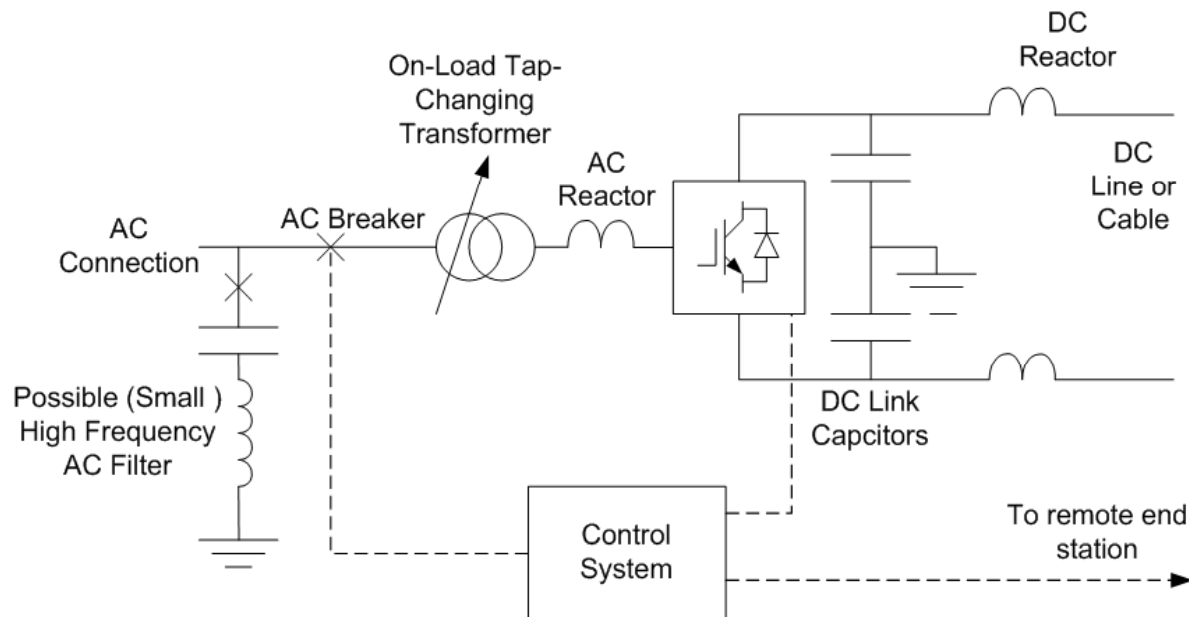 DC
Reactor
On-Load Tap-
Changing
Transformer
AC
Reactor
DC
Line or
Cable
AC Breaker
AC
Connection
Possible (Small )
High Frequency
AC Filter
DC Link
Capcitors
Control
System
To remote end
station